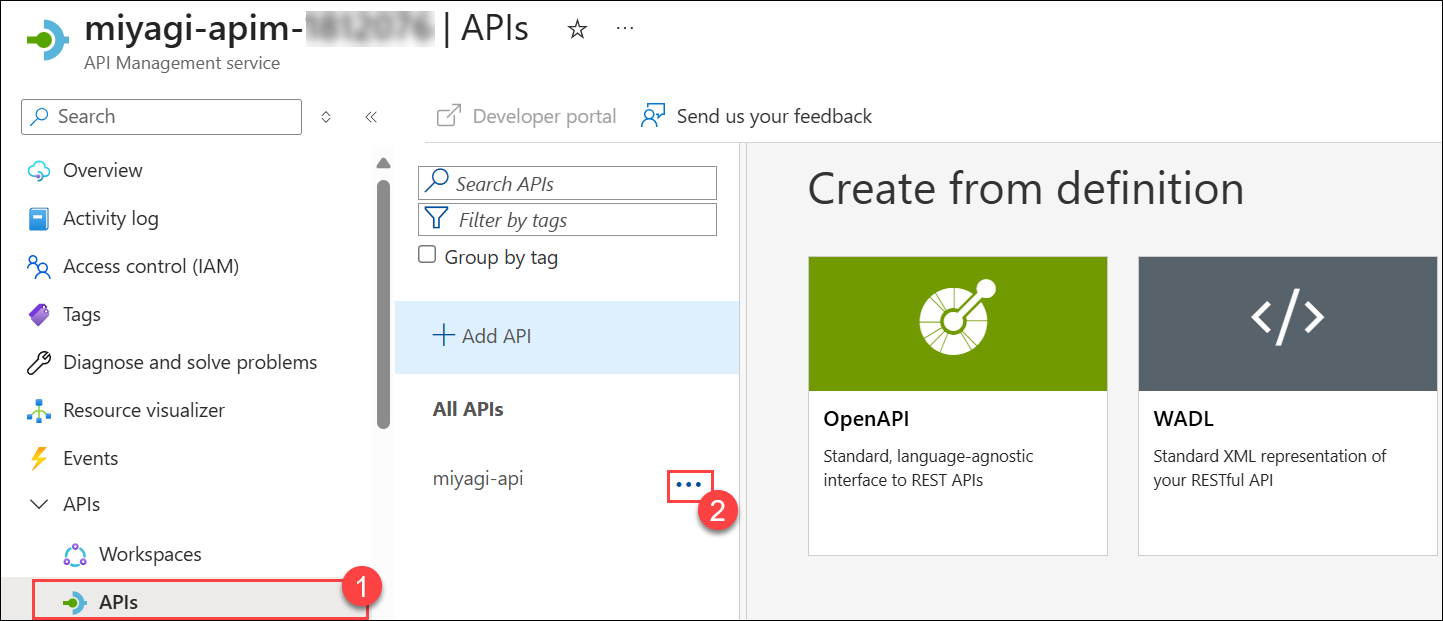 miyagi-apim- | APIs
API Management service
Search
Developer portal
Send us your feedback
Overview
Activity log
Access control (IAM)
Tags
Diagnose and solve problems
Resource visualizer
Events
APIs
Workspaces
APIs
1
Search APIs
Filter by tags
Group by tag
Add API
All APIs
miyagi-api
2
Create from definition
OpenAPI
Standard, language-agnostic
interface to REST APIs
WADL
Standard XML representation of
your RESTful API